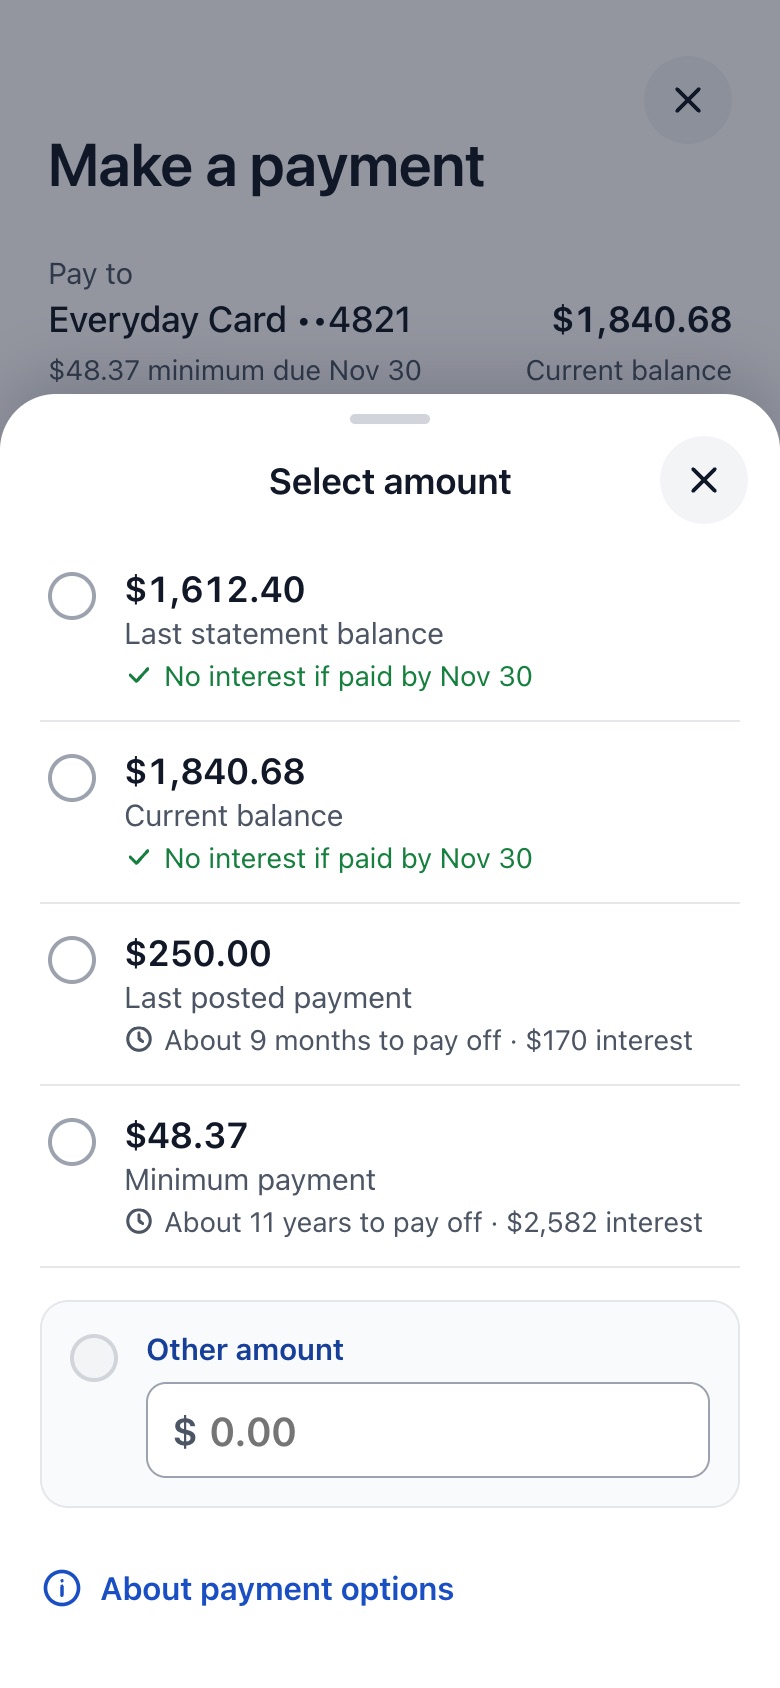 Make a payment
Pay to
Everyday Card ••4821 $1,840.68
$48.37 minimum due Nov 30 Current balance
Select amount
$1,612.40
Last statement balance
No interest if paid by Nov 30
$1,840.68
Current balance
No interest if paid by Nov 30
$250.00
Last posted payment
About 9 months to pay off · $170 interest
$48.37
Minimum payment
About 11 years to pay off · $2,582 interest
Other amount
$ 0.00
About payment options